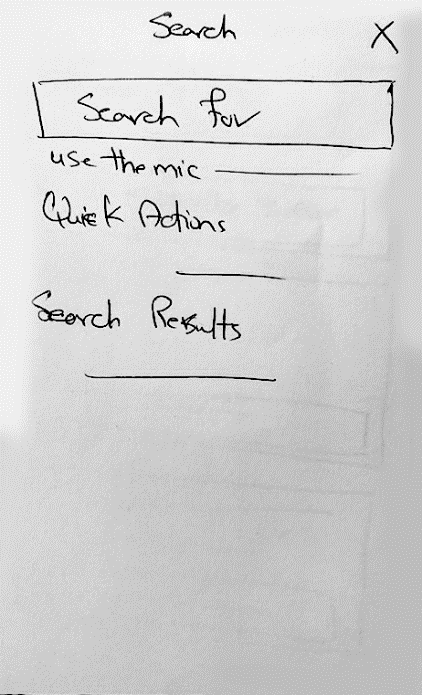 Search X
Search for
use the mic
Quick Actions
Search Results